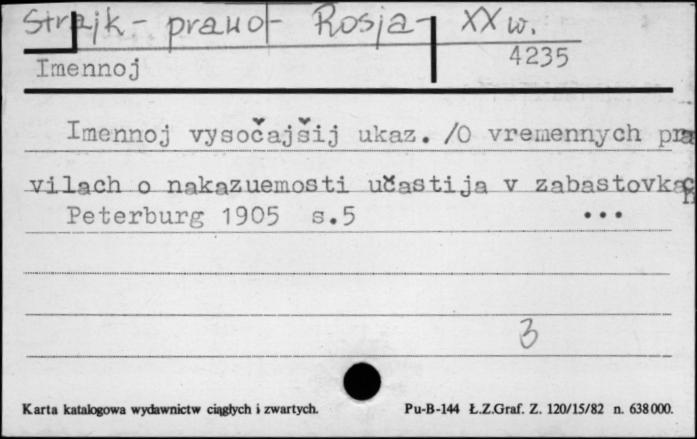 Strajk - prawo - Rosja - XX w.
4235
Imennoj
Imennoj vysočajšij ukaz. /O vremennych pra
vilach o nakazuemosti učastija v zabastovkach
Peterburg 1905 s.5 ...
3
Karta katalogowa wydawnictw ciągłych i zwartych. Pu-B-144 Ł.Z.Graf. Z. 120/15/82 n. 638000.